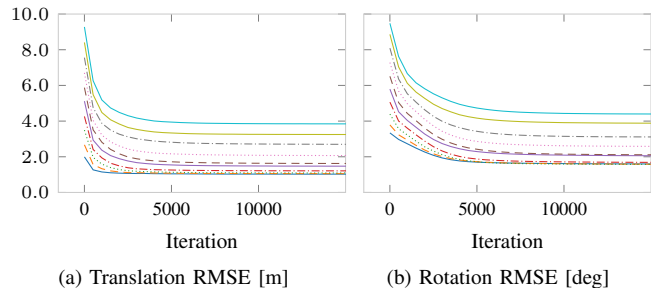 10.0
8.0
6.0
4.0
2.0
0.0
0 5000 10000
0 5000 10000
Iteration
Iteration
(a) Translation RMSE [m]
(b) Rotation RMSE [deg]